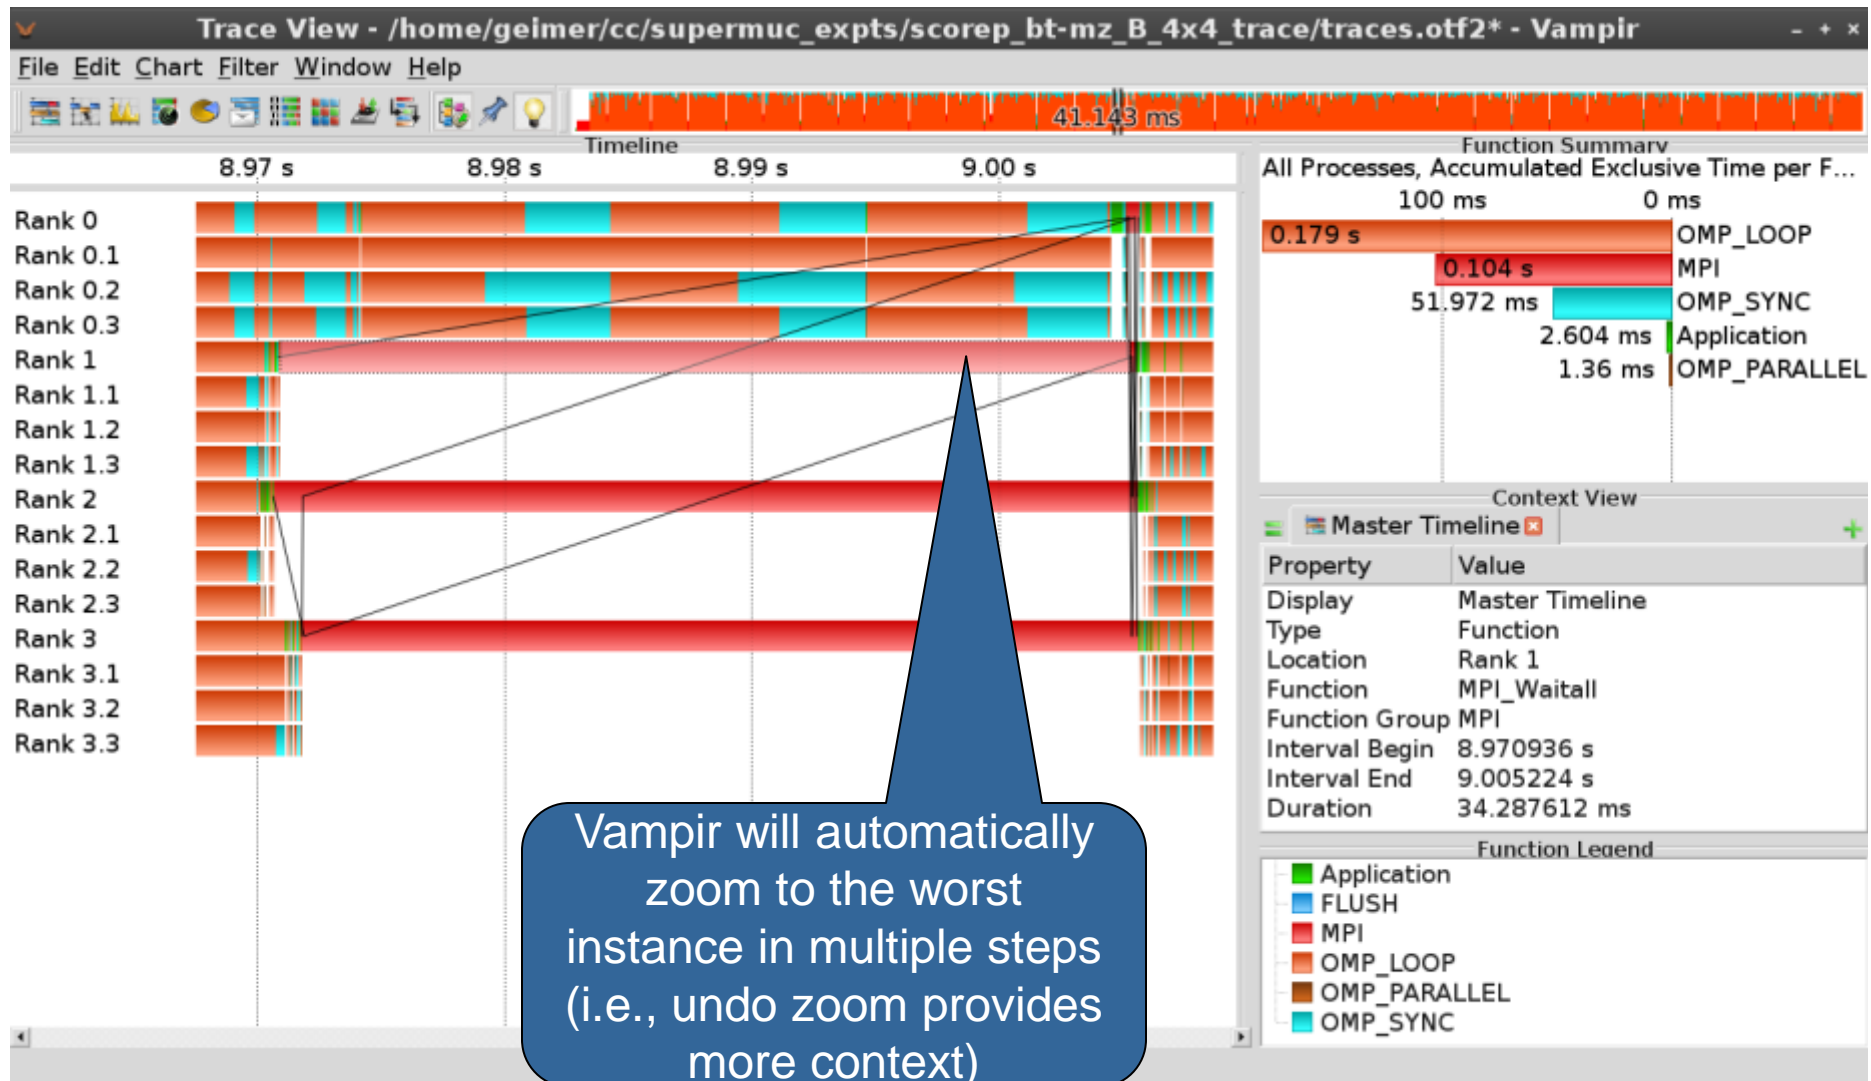 Trace View - /home/geimer/cc/supermuc_expts/scorep_bt-mz_B_4x4_trace/traces.otf2* - Vampir
File Edit Chart Filter Window Help
41.143 ms
Timeline
8.97 s 8.98 s 8.99 s 9.00 s
Rank 0
Rank 0.1
Rank 0.2
Rank 0.3
Rank 1
Rank 1.1
Rank 1.2
Rank 1.3
Rank 2
Rank 2.1
Rank 2.2
Rank 2.3
Rank 3
Rank 3.1
Rank 3.2
Rank 3.3
Vampir will automatically
zoom to the worst
instance in multiple steps
(i.e., undo zoom provides
more context)
Function Summary
All Processes, Accumulated Exclusive Time per F...
100 ms 0 ms
0.179 s OMP_LOOP
0.104 s MPI
51.972 ms OMP_SYNC
2.604 ms Application
1.36 ms OMP_PARALLEL
Context View
Master Timeline
Property Value
Display Master Timeline
Type Function
Location Rank 1
Function MPI_Waitall
Function Group MPI
Interval Begin 8.970936 s
Interval End 9.005224 s
Duration 34.287612 ms
Function Legend
Application
FLUSH
MPI
OMP_LOOP
OMP_PARALLEL
OMP_SYNC